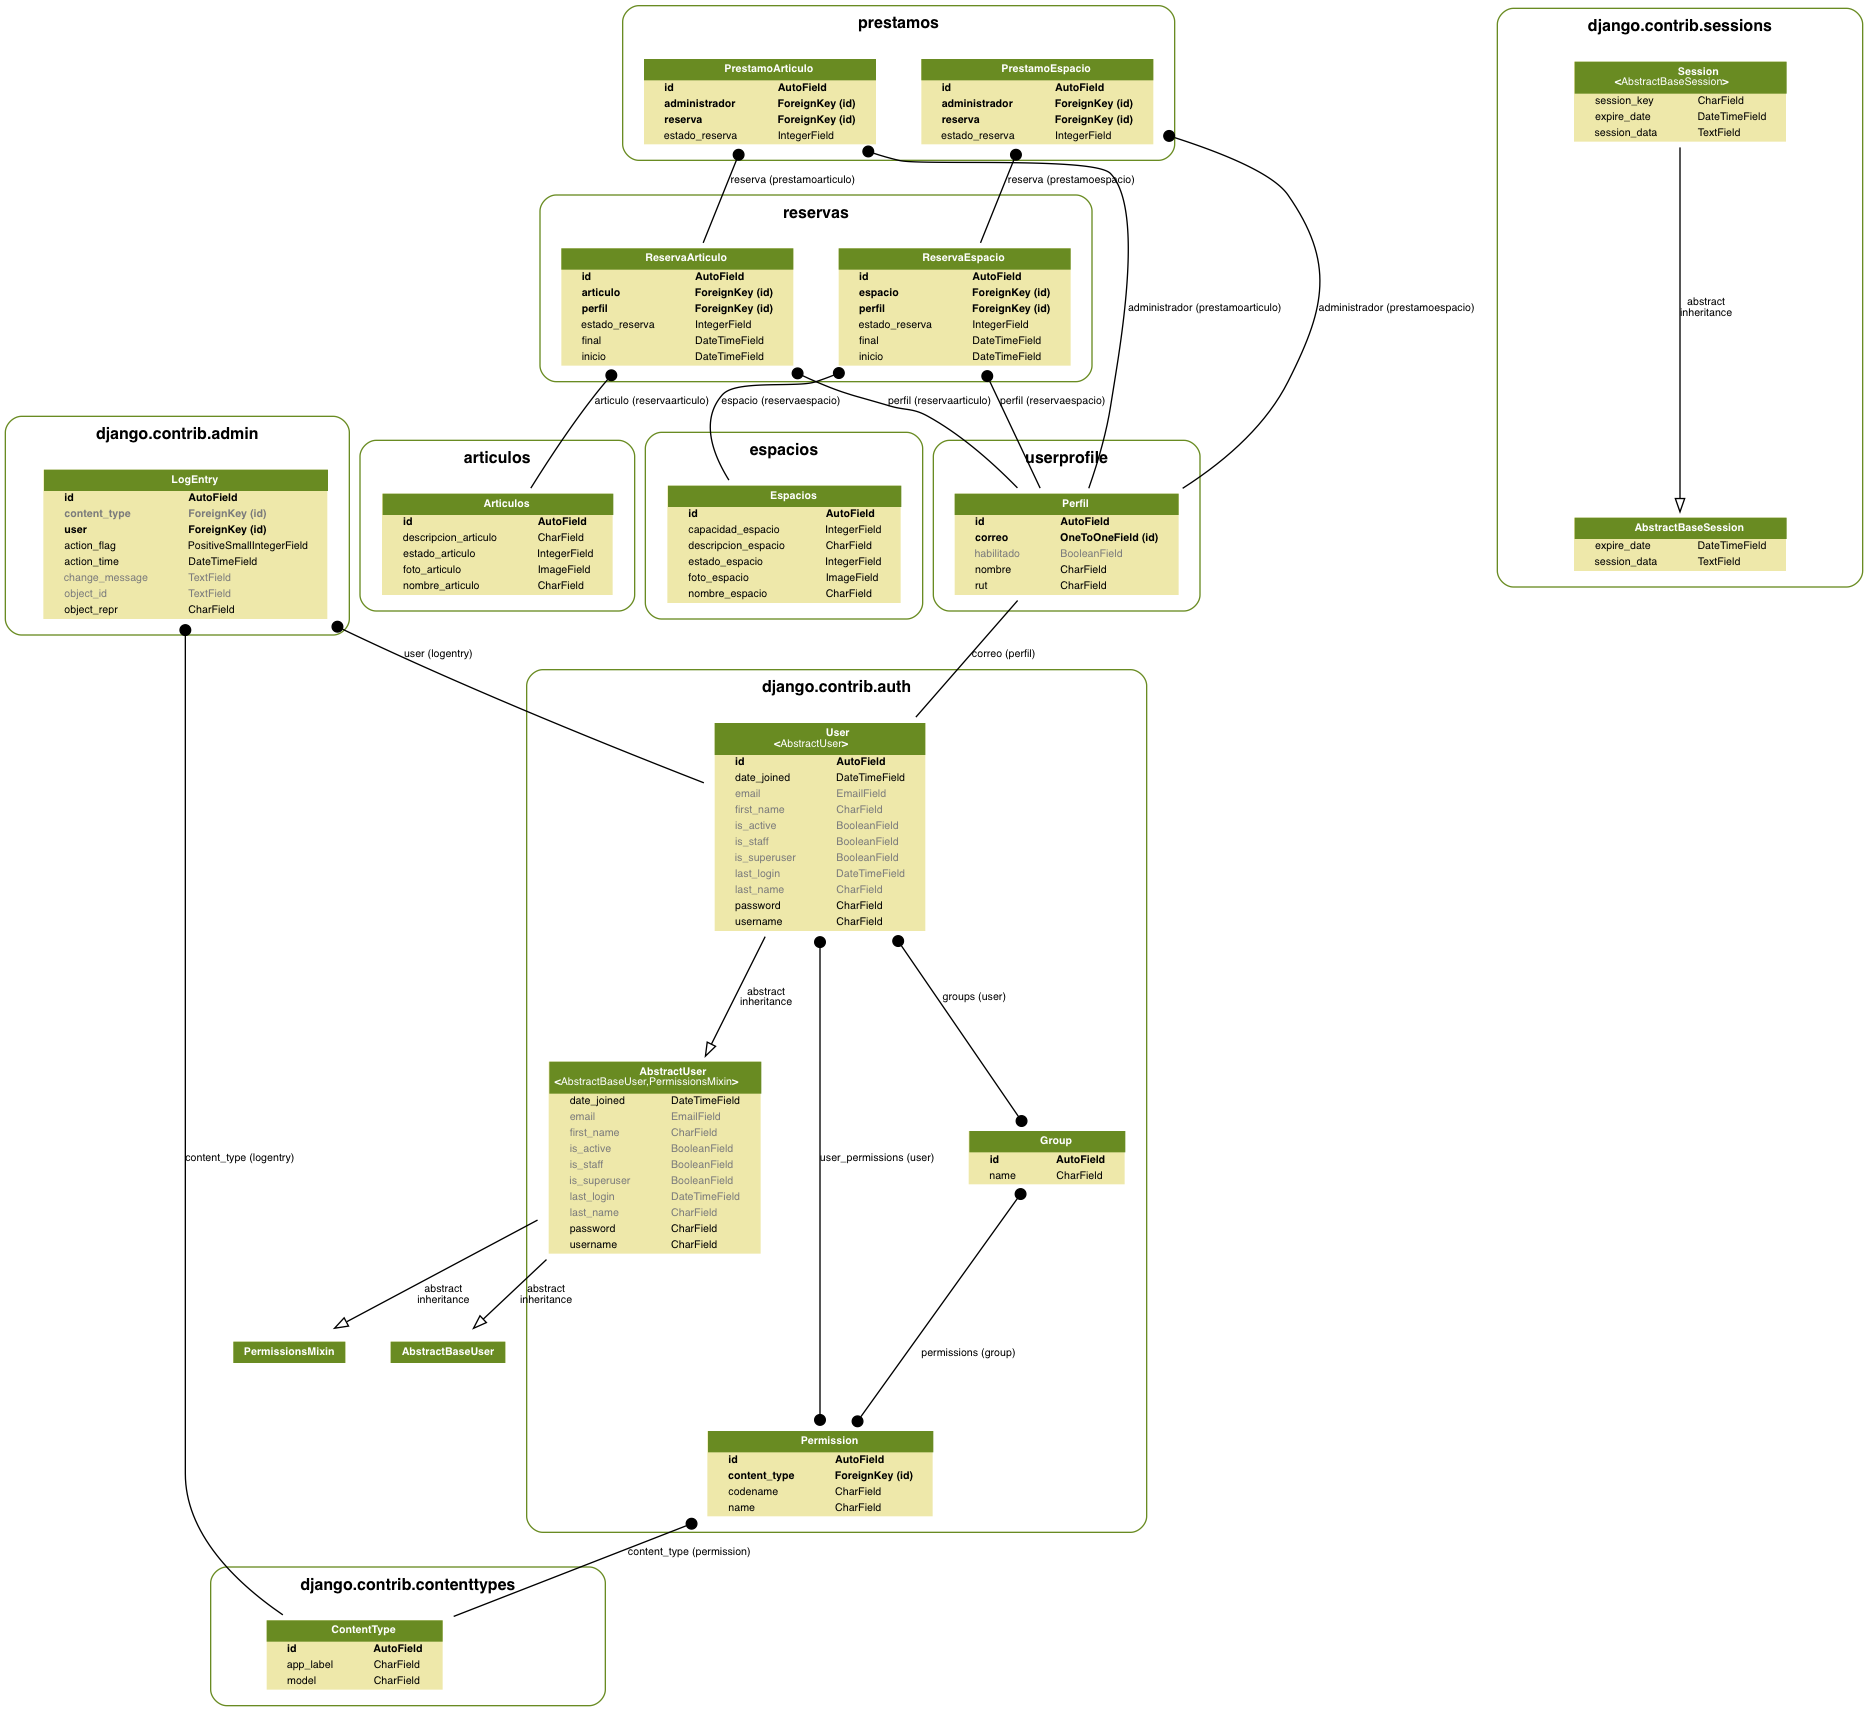 prestamos
PrestamoArticulo
id AutoField
administrador ForeignKey (id)
reserva ForeignKey (id)
estado_reserva IntegerField
PrestamoEspacio
id AutoField
administrador ForeignKey (id)
reserva ForeignKey (id)
estado_reserva IntegerField
django.contrib.sessions
Session
<AbstractBaseSession>
session_key CharField
expire_date DateTimeField
session_data TextField
reserva (prestamoarticulo)
reserva (prestamoespacio)
reservas
ReservaArticulo
id AutoField
articulo ForeignKey (id)
perfil ForeignKey (id)
estado_reserva IntegerField
final DateTimeField
inicio DateTimeField
ReservaEspacio
id AutoField
espacio ForeignKey (id)
perfil ForeignKey (id)
estado_reserva IntegerField
final DateTimeField
inicio DateTimeField
administrador (prestamoarticulo)
administrador (prestamoespacio)
abstract
inheritance
AbstractBaseSession
expire_date DateTimeField
session_data TextField
articulo (reservaarticulo)
espacio (reservaespacio)
perfil (reservaarticulo)
perfil (reservaespacio)
django.contrib.admin
LogEntry
id AutoField
content_type ForeignKey (id)
user ForeignKey (id)
action_flag PositiveSmallIntegerField
action_time DateTimeField
change_message TextField
object_id TextField
object_repr CharField
articulos
Articulos
id AutoField
descripcion_articulo CharField
estado_articulo IntegerField
foto_articulo ImageField
nombre_articulo CharField
espacios
Espacios
id AutoField
capacidad_espacio IntegerField
descripcion_espacio CharField
estado_espacio IntegerField
foto_espacio ImageField
nombre_espacio CharField
userprofile
Perfil
id AutoField
correo OneToOneField (id)
habilitado BooleanField
nombre CharField
rut CharField
user (logentry)
correo (perfil)
django.contrib.auth
User
<AbstractUser>
id AutoField
date_joined DateTimeField
email EmailField
first_name CharField
is_active BooleanField
is_staff BooleanField
is_superuser BooleanField
last_login DateTimeField
last_name CharField
password CharField
username CharField
abstract
inheritance
groups (user)
AbstractUser
<AbstractBaseUser,PermissionsMixin>
date_joined DateTimeField
email EmailField
first_name CharField
is_active BooleanField
is_staff BooleanField
is_superuser BooleanField
last_login DateTimeField
last_name CharField
password CharField
username CharField
content_type (logentry)
user_permissions (user)
Group
id AutoField
name CharField
abstract
inheritance
abstract
inheritance
PermissionsMixin
AbstractBaseUser
permissions (group)
Permission
id AutoField
content_type ForeignKey (id)
codename CharField
name CharField
content_type (permission)
django.contrib.contenttypes
ContentType
id AutoField
app_label CharField
model CharField